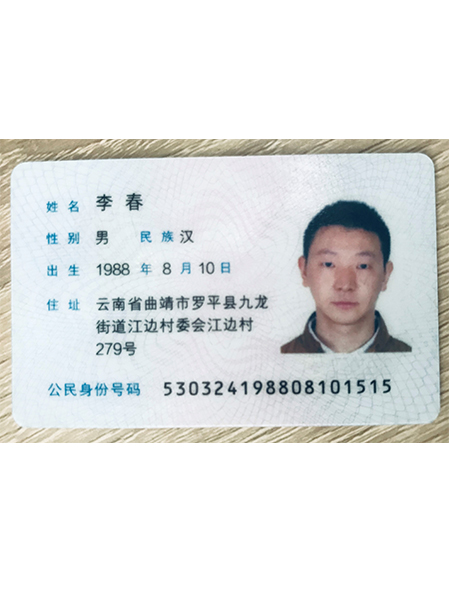 姓名 李春
性别 男 民族 汉
出生 1988 年 8 月 10 日
住址 云南省曲靖市罗平县九龙
街道江边村委会江边村
279号
公民身份号码 530324198808101515